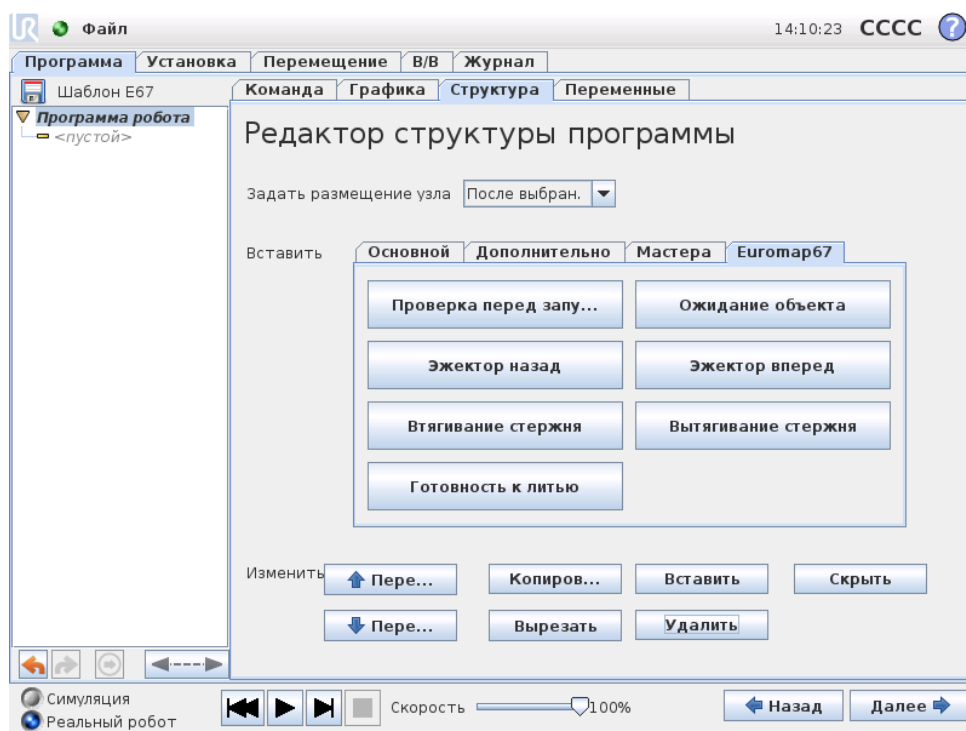 UR Файл 14:10:23 CCCC ?
Программа Установка Перемещение В/В Журнал
Шаблон E67
Команда Графика Структура Переменные
Программа робота
<пустой>
Редактор структуры программы
Задать размещение узла После выбран.
Вставить
Основной Дополнительно Мастера Euromap67
Проверка перед запу... Ожидание объекта
Эжектор назад Эжектор вперед
Втягивание стержня Вытягивание стержня
Готовность к литью
Изменить Пере... Копиров... Вставить Скрыть
Пере... Вырезать Удалить
Симуляция
Реальный робот
Скорость 100%
Назад Далее